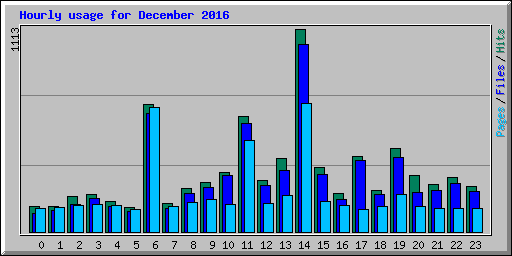 Hourly usage for December 2016
1113
Pages/Files/Hits
0 1 2 3 4 5 6 7 8 9 10 11 12 13 14 15 16 17 18 19 20 21 22 23